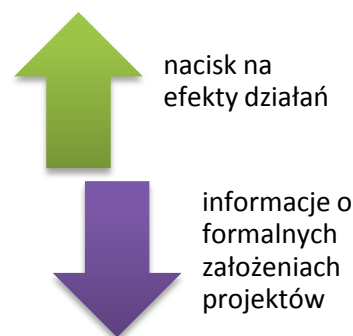 nacisk na
efekty działań
informacje o
formalnych
założeniach
projektów